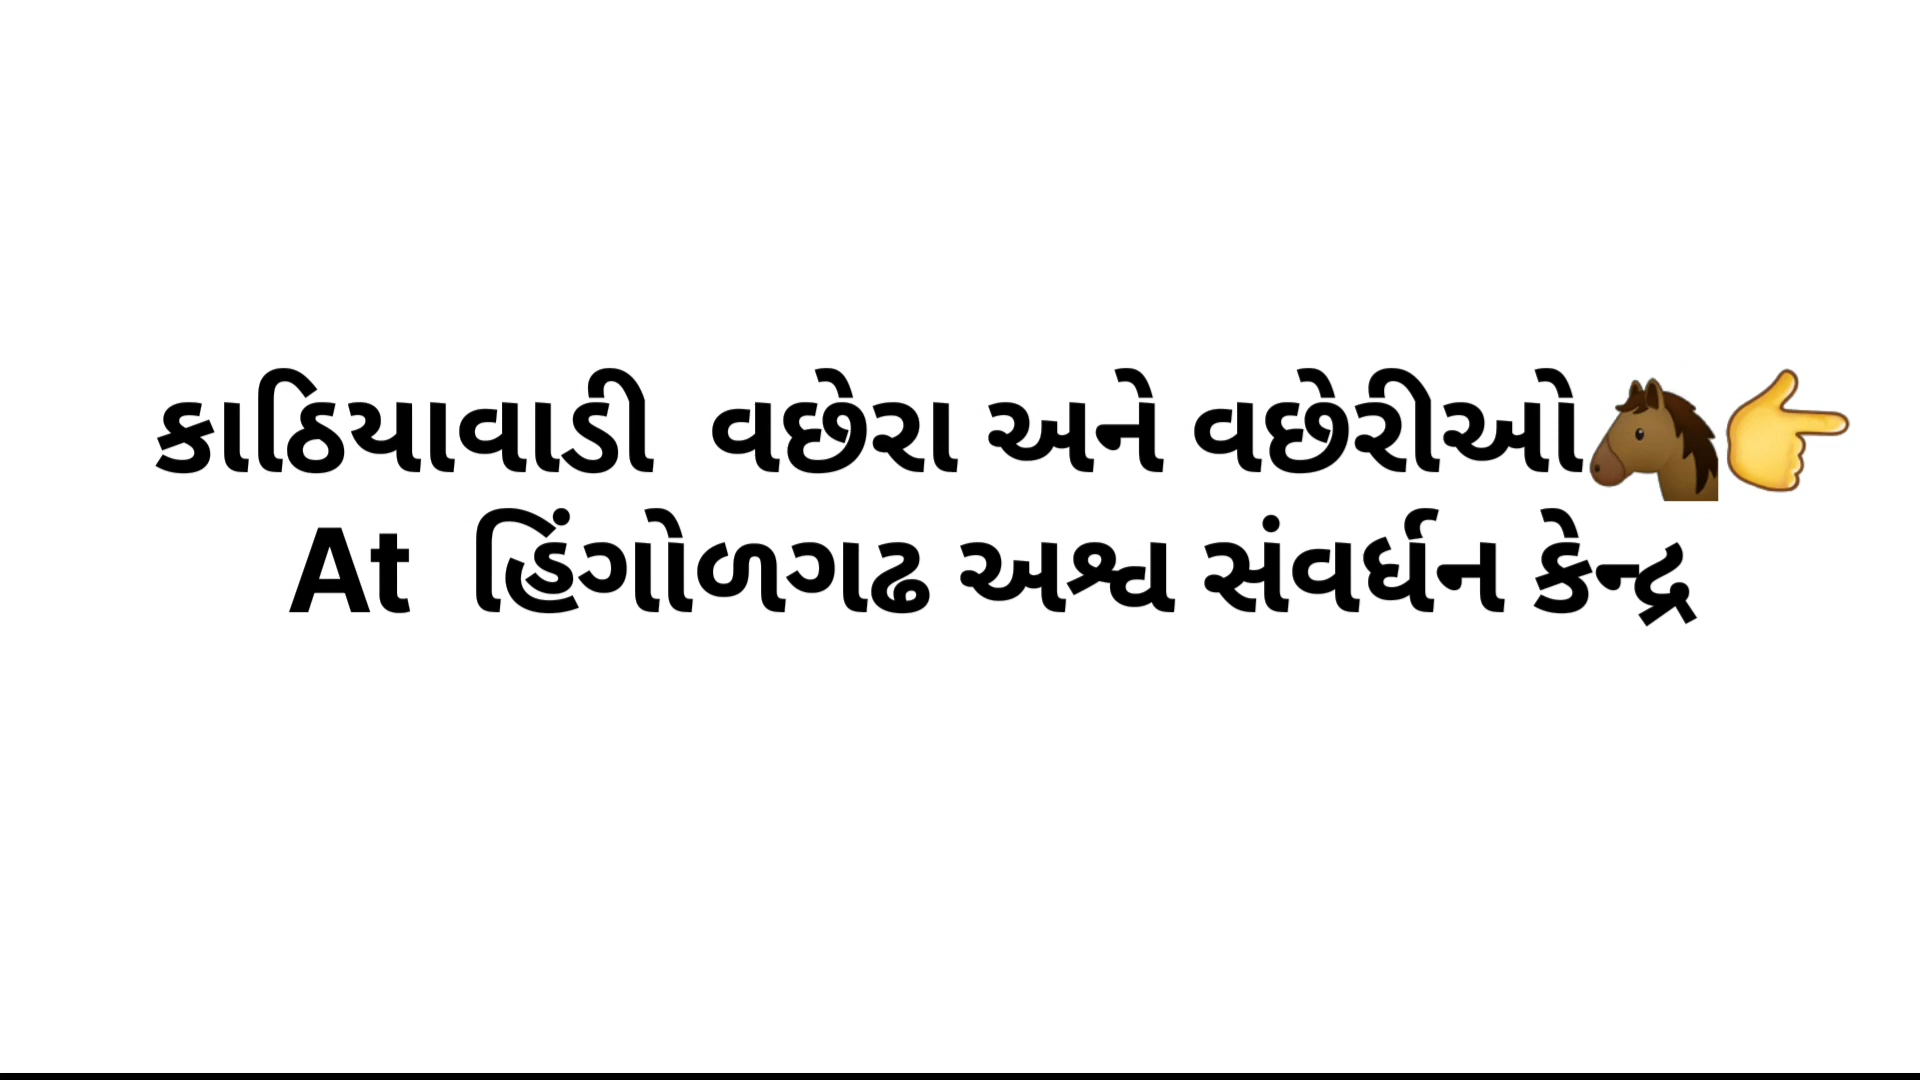 કાઠિયાવાડી વછેરા અને વછેરીઓ🐴👉
At હિંગોળગઢ અશ્વ સંવર્ધન કેન્દ્ર